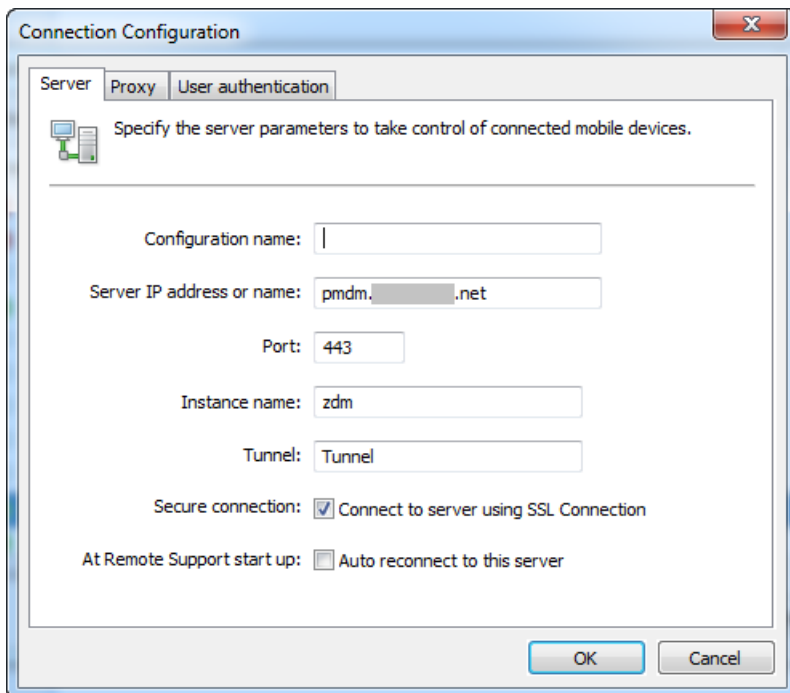 Connection Configuration
Server Proxy User authentication
Specify the server parameters to take control of connected mobile devices.
Configuration name:
Server IP address or name: pmdm. .net
Port: 443
Instance name: zdm
Tunnel: Tunnel
Secure connection: Connect to server using SSL Connection
At Remote Support start up: Auto reconnect to this server
OK Cancel